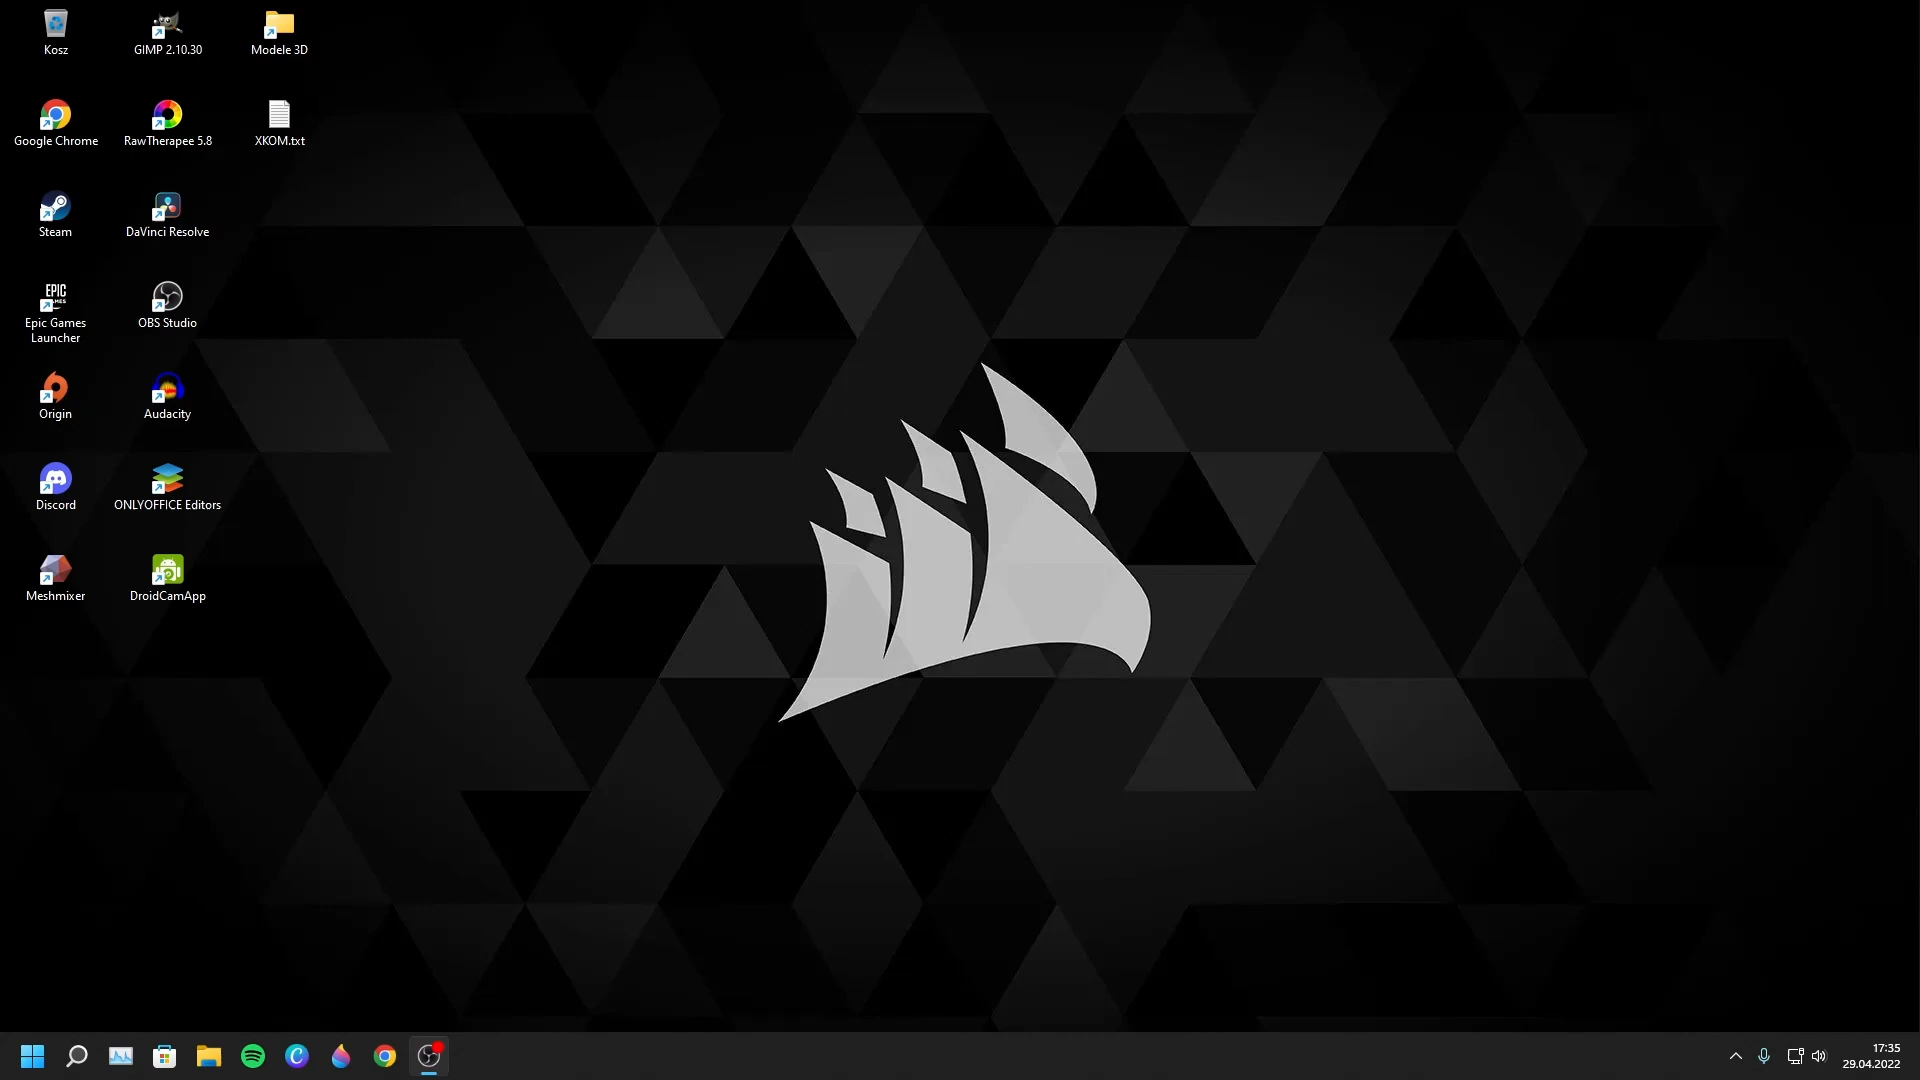 Kosz
GIMP 2.10.30
Modele 3D
Google Chrome
RawTherapee 5.8
XKOM.txt
Steam
DaVinci Resolve
EPIC
GAMES
Epic Games
Launcher
OBS Studio
Origin
Audacity
Discord
ONLYOFFICE Editors
Meshmixer
DroidCamApp
17:35
29.04.2022